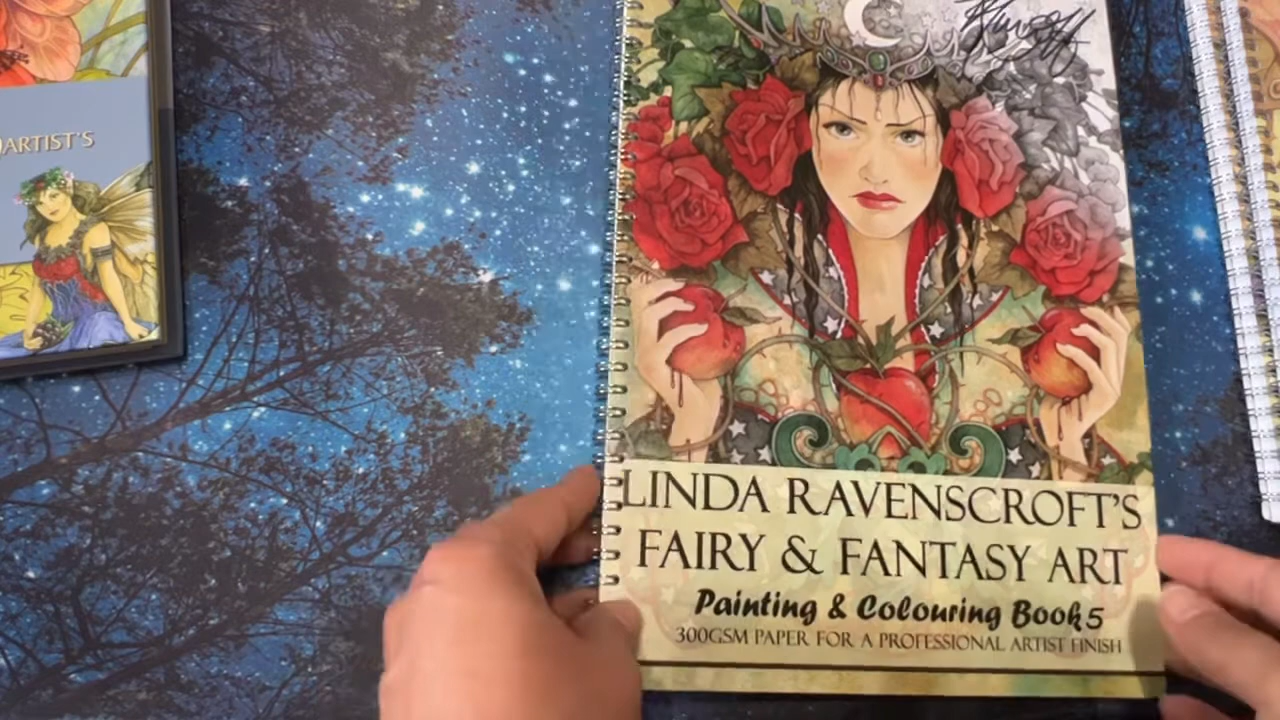 ARTIST'S
LINDA RAVENSCROFT'S
FAIRY & FANTASY ART
Painting & Colouring Book 5
300GSM PAPER FOR A PROFESSIONAL ARTIST FINISH